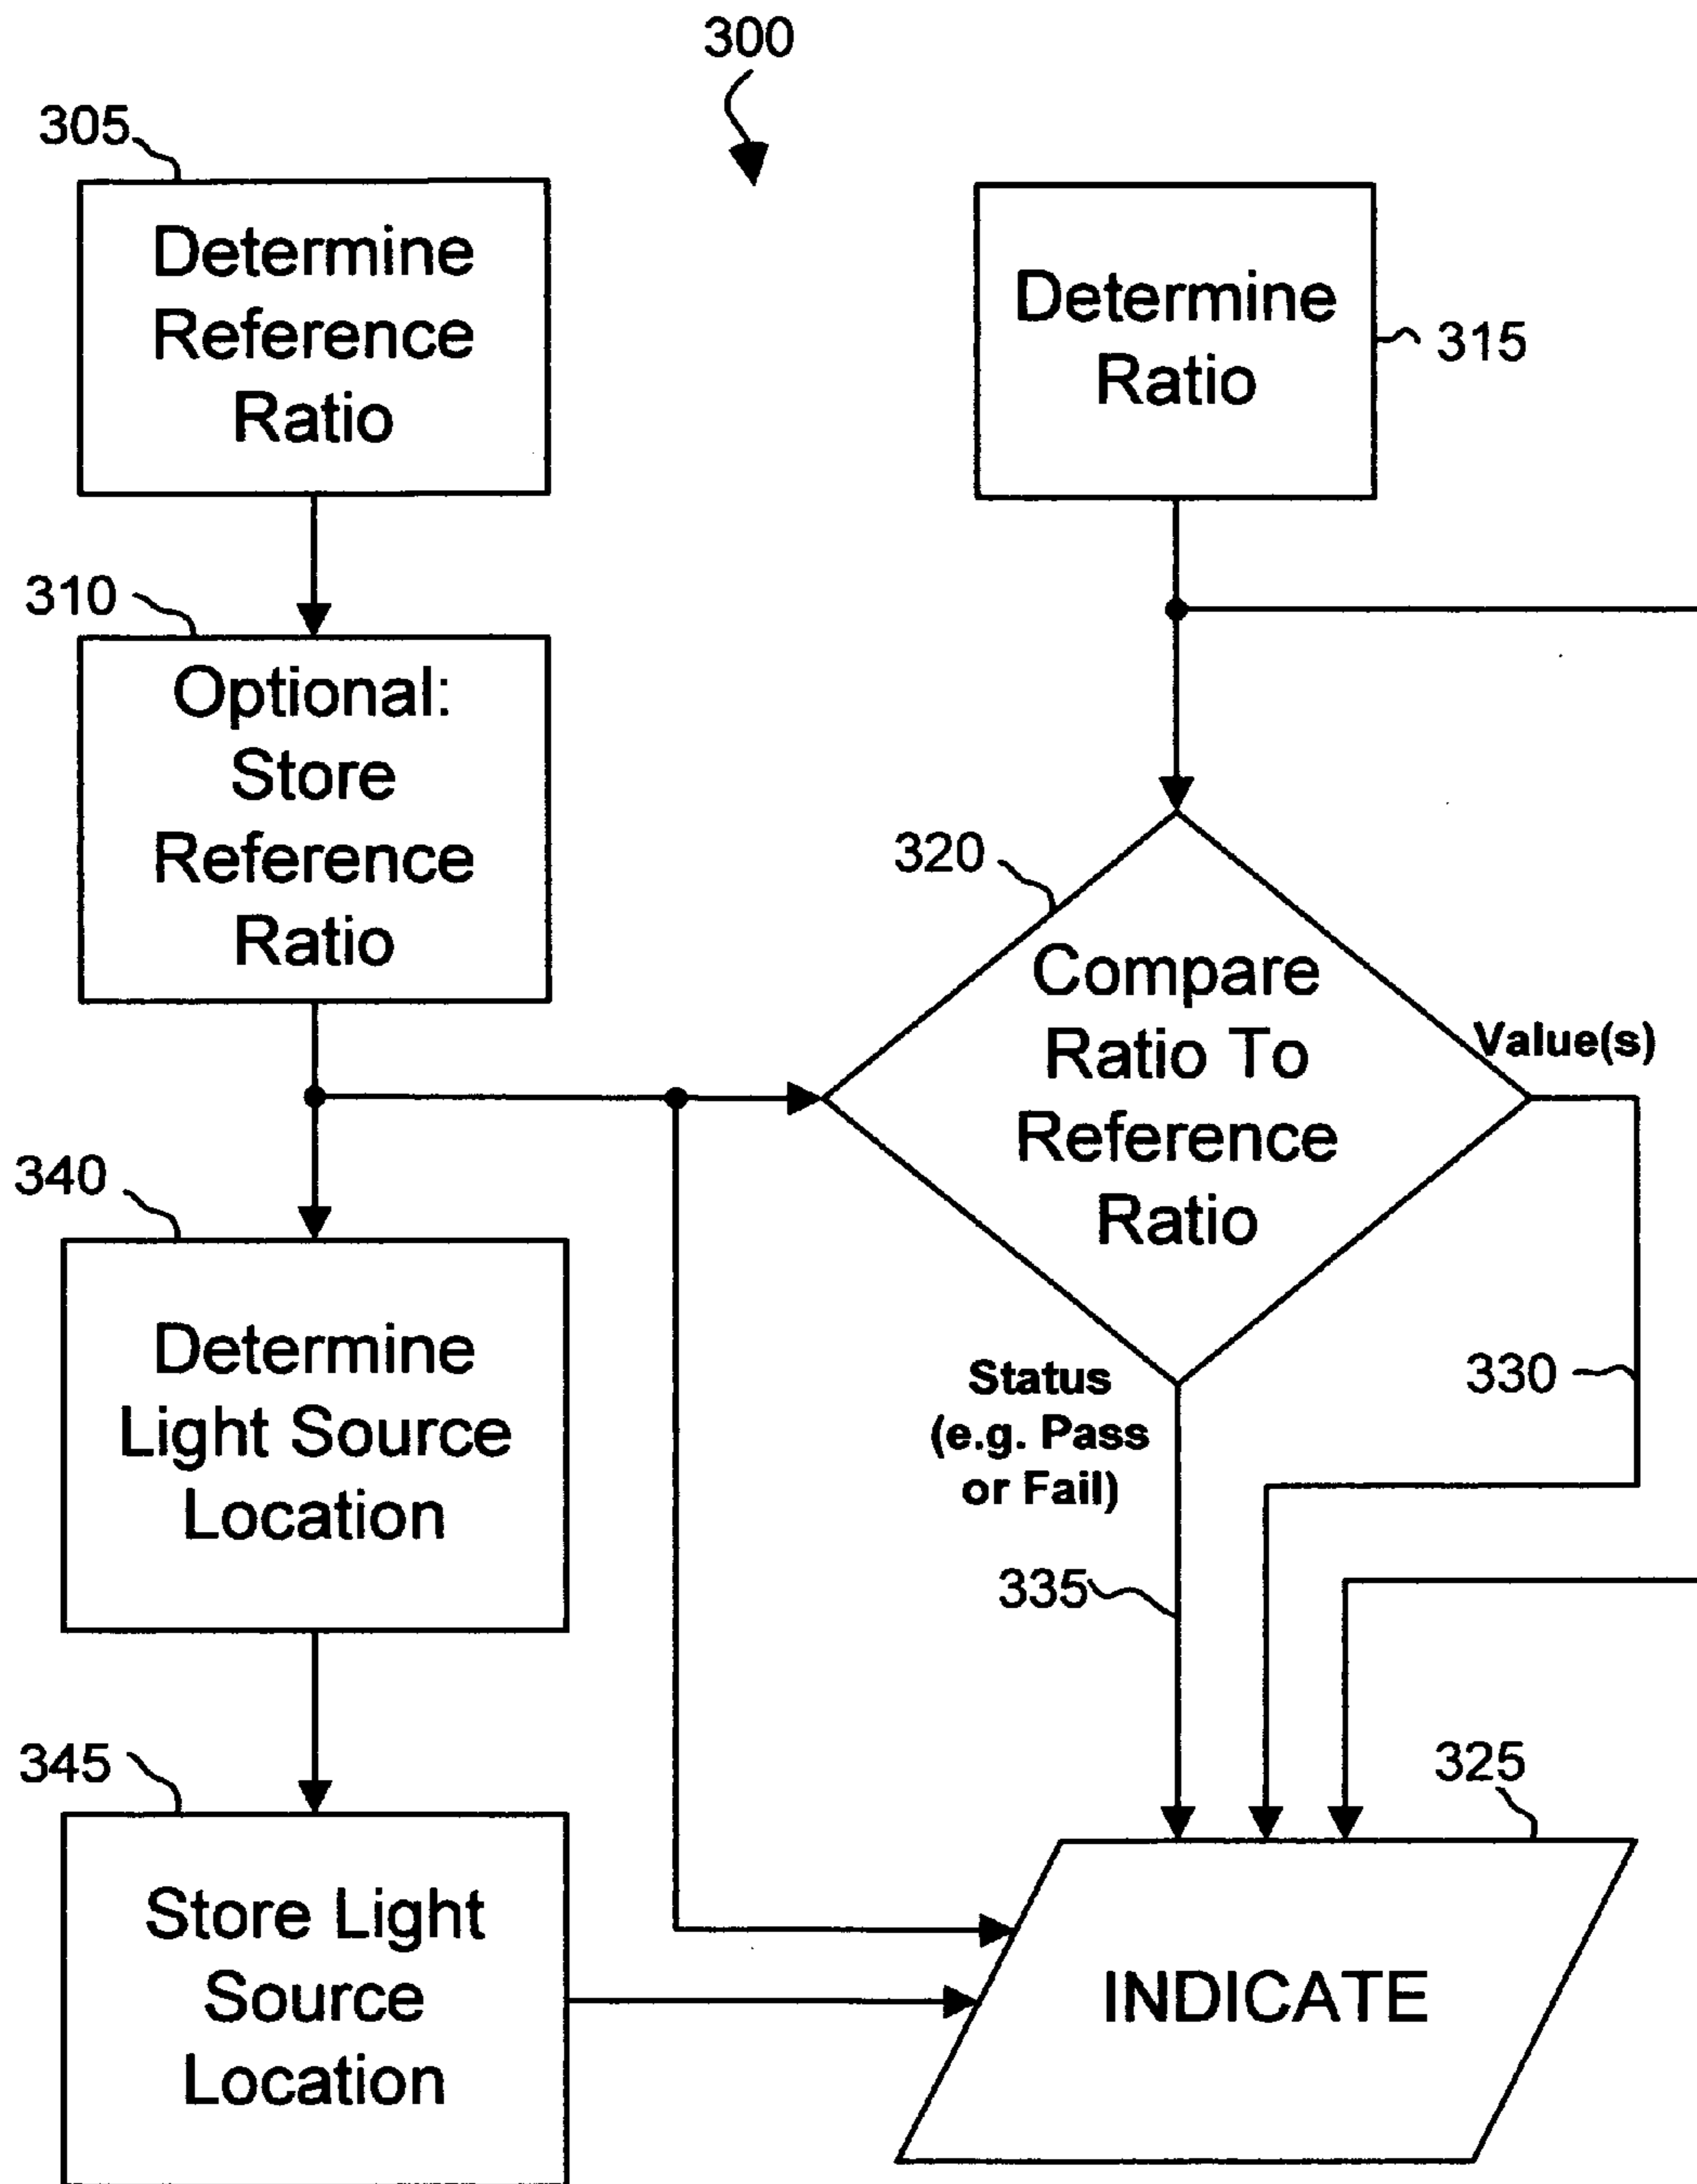 300
305
Determine
Reference
Ratio
Determine
Ratio
315
310
Optional:
Store
Reference
Ratio
320
Compare
Ratio To
Reference
Ratio
Value(s)
340
Determine
Light Source
Location
Status
(e.g. Pass
or Fail)
330
335
345
Store Light
Source
Location
325
INDICATE